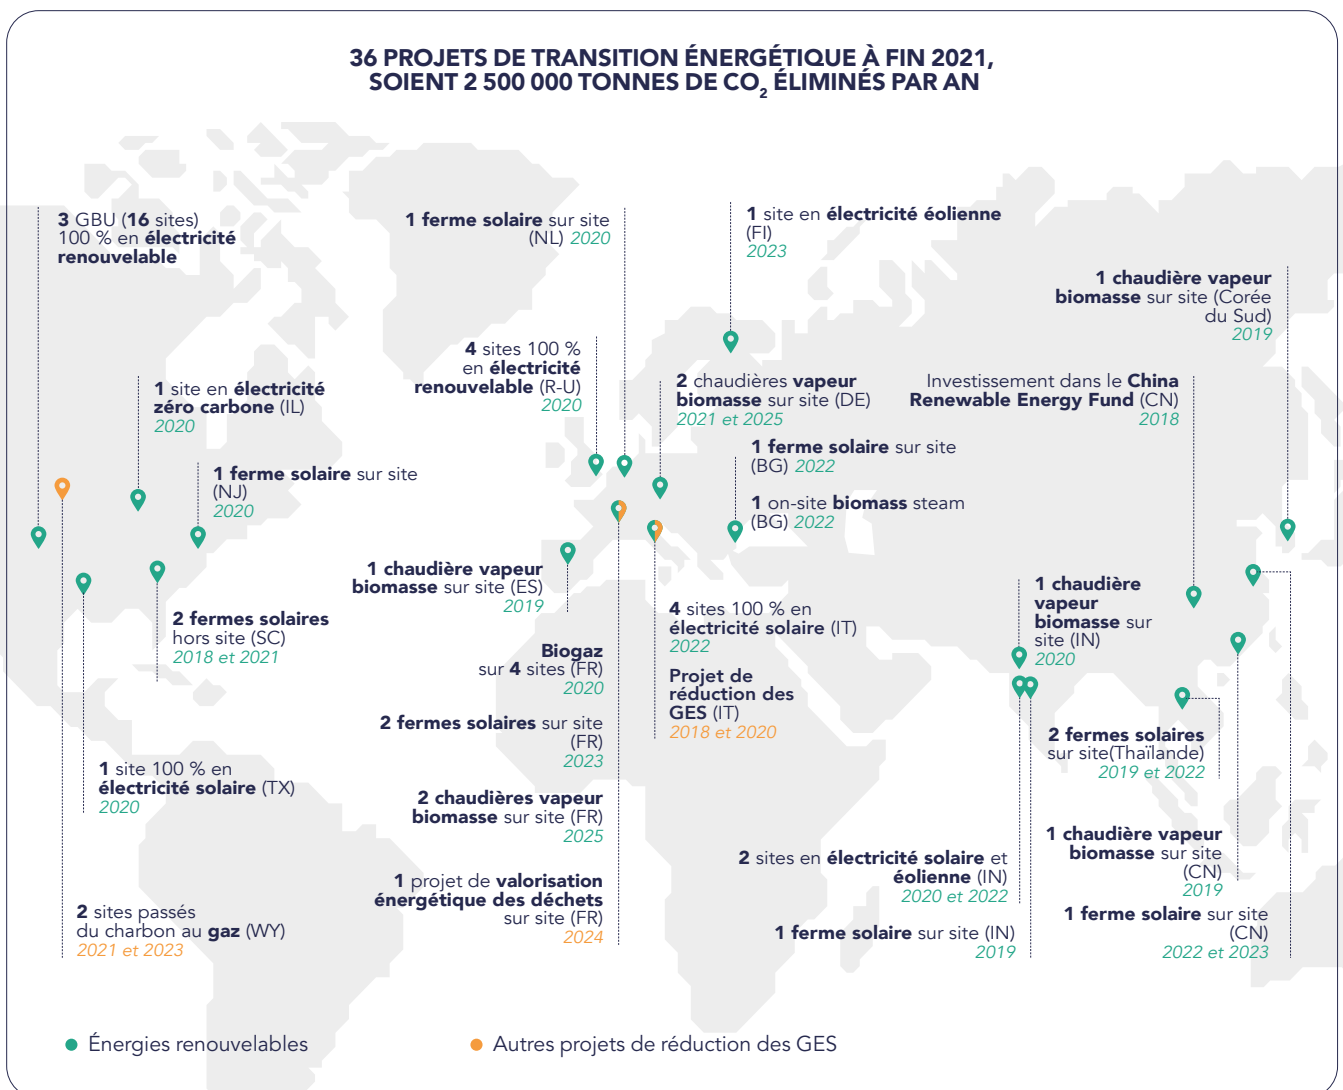 36 PROJETS DE TRANSITION ÉNERGÉTIQUE À FIN 2021,
SOIENT 2 500 000 TONNES DE CO₂ ÉLIMINÉS PAR AN
3 GBU (16 sites)
100 % en électricité
renouvelable
1 ferme solaire sur site
(NL) 2020
1 site en électricité éolienne
(FI)
2023
1 chaudière vapeur
biomasse sur site (Corée
du Sud)
2019
4 sites 100 %
en électricité
renouvelable (R-U)
2020
1 site en électricité
zéro carbone (IL)
2020
2 chaudières vapeur
biomasse sur site (DE)
2021 et 2025
Investissement dans le China
Renewable Energy Fund (CN)
2018
1 ferme solaire sur site
(NJ)
2020
1 ferme solaire sur site
(BG) 2022
1 on-site biomass steam
(BG) 2022
1 chaudière vapeur
biomasse sur site (ES)
2019
1 chaudière
vapeur
biomasse sur
site (IN)
2020
2 fermes solaires
hors site (SC)
2018 et 2021
4 sites 100 % en
électricité solaire (IT)
2022
Biogaz
sur 4 sites (FR)
2020
Projet de
réduction des
GES (IT)
2018 et 2020
2 fermes solaires sur site
(FR)
2023
2 fermes solaires
sur site(Thaïlande)
2019 et 2022
1 site 100 % en
électricité solaire (TX)
2020
2 chaudières vapeur
biomasse sur site (FR)
2025
1 chaudière vapeur
biomasse sur site
(CN)
2019
2 sites en électricité solaire et
éolienne (IN)
2020 et 2022
1 projet de valorisation
énergétique des déchets
sur site (FR)
2024
2 sites passés
du charbon au gaz (WY)
2021 et 2023
1 ferme solaire sur site (IN)
2019
1 ferme solaire sur site
(CN)
2022 et 2023
Énergies renouvelables
Autres projets de réduction des GES